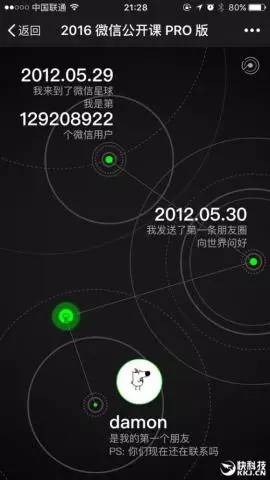 中国联通 21:28 80%
返回 2016 微信公开课 PRO 版
2012.05.29
我来到了微信星球
我是第
129208922
个微信用户
2012.05.30
我发送了第一条朋友圈
向世界问好
damon
是我的第一个朋友
PS: 你们现在还在联系吗
快科技
KKJ.CN